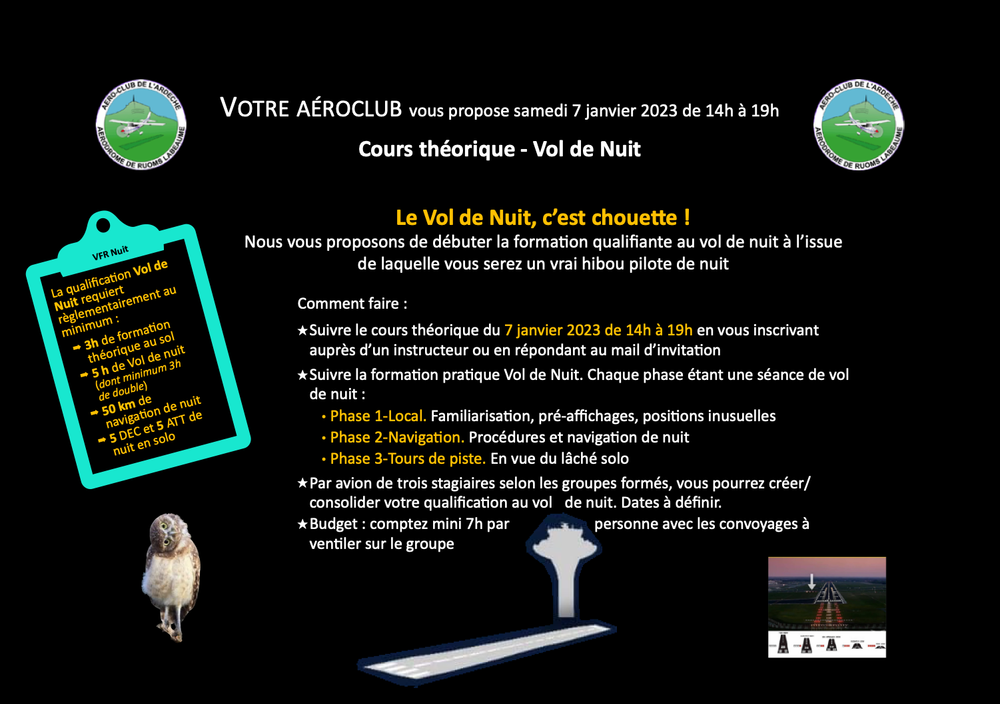 AERO-CLUB DE L'ARDECHE
AERODROME DE RUOMS LABEAUME
VOTRE AÉROCLUB vous propose samedi 7 janvier 2023 de 14h à 19h
Cours théorique - Vol de Nuit
AERO-CLUB DE L'ARDECHE
AERODROME DE RUOMS LABEAUME
Le Vol de Nuit, c’est chouette !
Nous vous proposons de débuter la formation qualifiante au vol de nuit à l’issue
de laquelle vous serez un vrai hibou pilote de nuit
VFR Nuit
La qualification Vol de
Nuit requiert
règlementairement au
minimum :
➨ 3h de formation
théorique au sol
➨ 5 h de Vol de nuit
(dont minimum 3h
de double)
➨ 50 km de
navigation de nuit
➨ 5 DEC et 5 ATT de
nuit en solo
Comment faire :
★Suivre le cours théorique du 7 janvier 2023 de 14h à 19h en vous inscrivant
auprès d’un instructeur ou en répondant au mail d’invitation
★Suivre la formation pratique Vol de Nuit. Chaque phase étant une séance de vol
de nuit :
• Phase 1-Local. Familiarisation, pré-affichages, positions inusuelles
• Phase 2-Navigation. Procédures et navigation de nuit
• Phase 3-Tours de piste. En vue du lâché solo
★Par avion de trois stagiaires selon les groupes formés, vous pourrez créer/
consolider votre qualification au vol de nuit. Dates à définir.
★Budget : comptez mini 7h par personne avec les convoyages à
ventiler sur le groupe